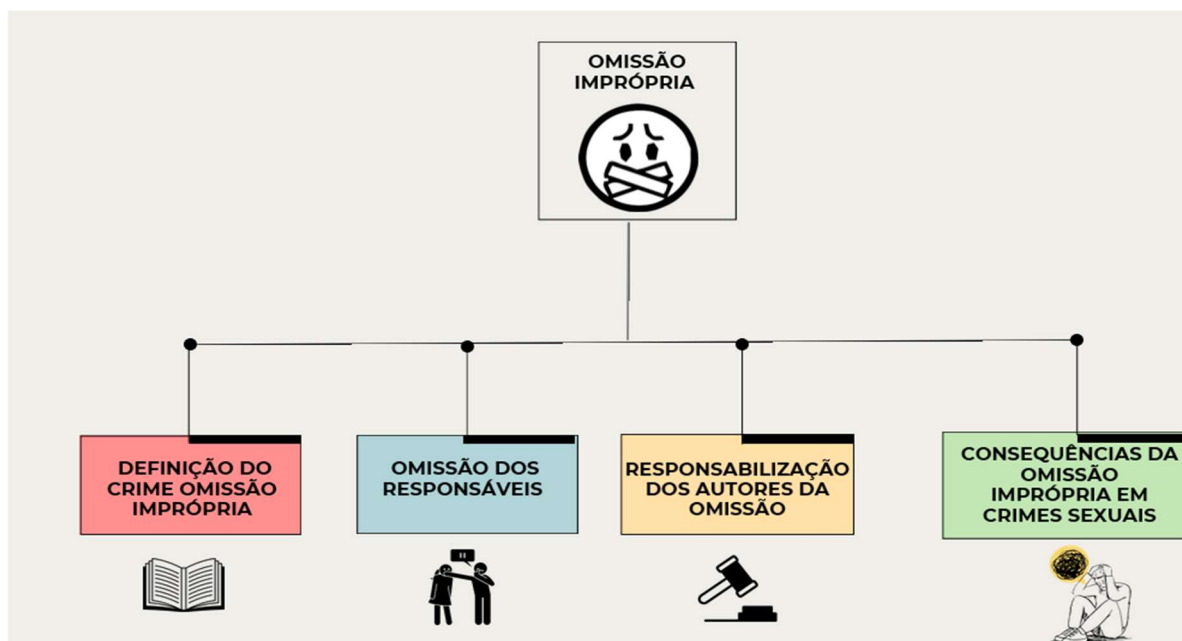 OMISSÃO
IMPRÓPRIA
DEFINIÇÃO DO
CRIME OMISSÃO
IMPRÓPRIA
OMISSÃO DOS
RESPONSÁVEIS
RESPONSABILIZAÇÃO
DOS AUTORES DA
OMISSÃO
CONSEQUÊNCIAS DA
OMISSÃO
IMPRÓPRIA EM
CRIMES SEXUAIS